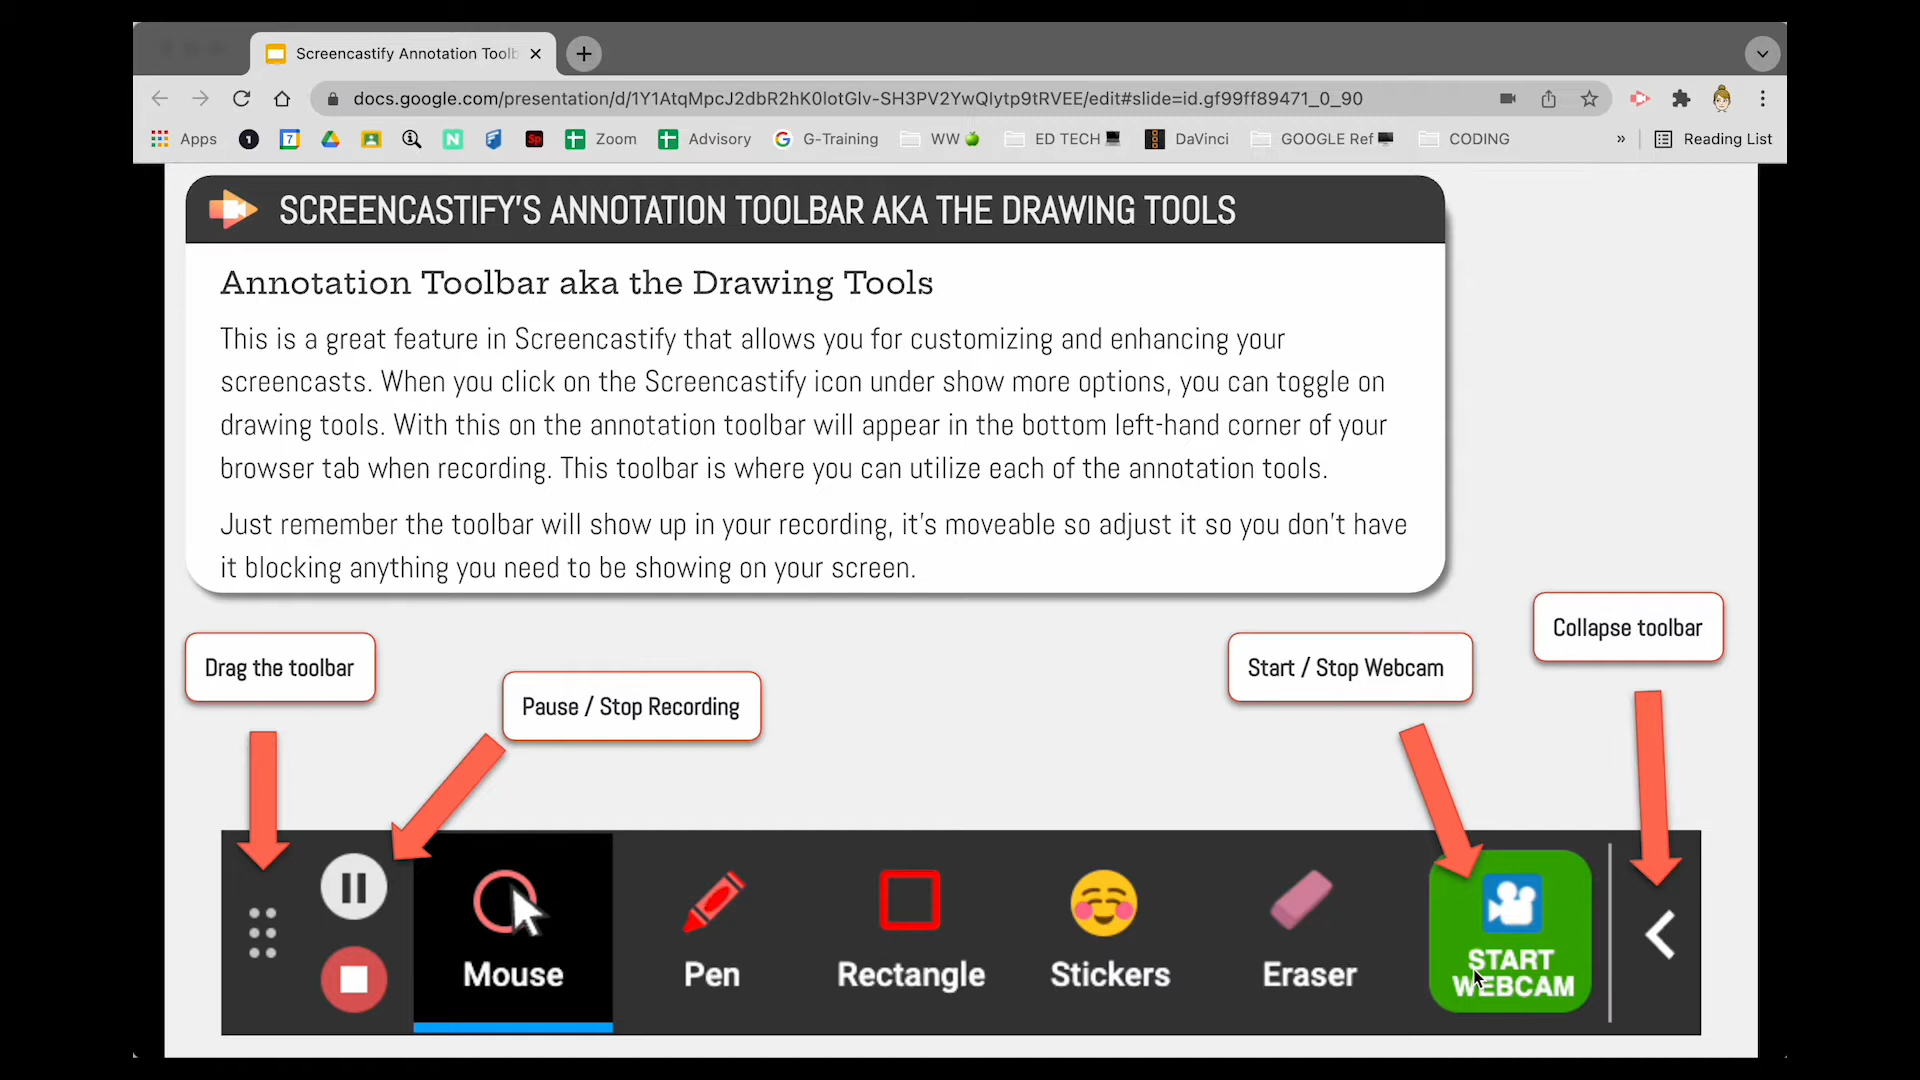 Screencastify Annotation Toolb
docs.google.com/presentation/d/1Y1AtqMpcJ2dbR2hK0lotGlv-SH3PV2YwQIytp9tRVEE/edit#slide=id.gf99ff89471_0_90
Apps 1 7 N Sp Zoom Advisory G-Training WW ED TECH DaVinci GOOGLE Ref CODING » Reading List
SCREENCASTIFY'S ANNOTATION TOOLBAR AKA THE DRAWING TOOLS
Annotation Toolbar aka the Drawing Tools
This is a great feature in Screencastify that allows you for customizing and enhancing your
screencasts. When you click on the Screencastify icon under show more options, you can toggle on
drawing tools. With this on the annotation toolbar will appear in the bottom left-hand corner of your
browser tab when recording. This toolbar is where you can utilize each of the annotation tools.
Just remember the toolbar will show up in your recording, it's moveable so adjust it so you don't have
it blocking anything you need to be showing on your screen.
Collapse toolbar
Drag the toolbar
Start / Stop Webcam
Pause / Stop Recording
Mouse
Pen
Rectangle
Stickers
Eraser
START
WEBCAM